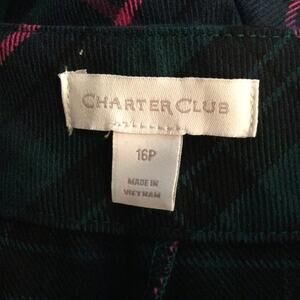 CHARTER CLUB
16P
MADE IN
VIETNAM